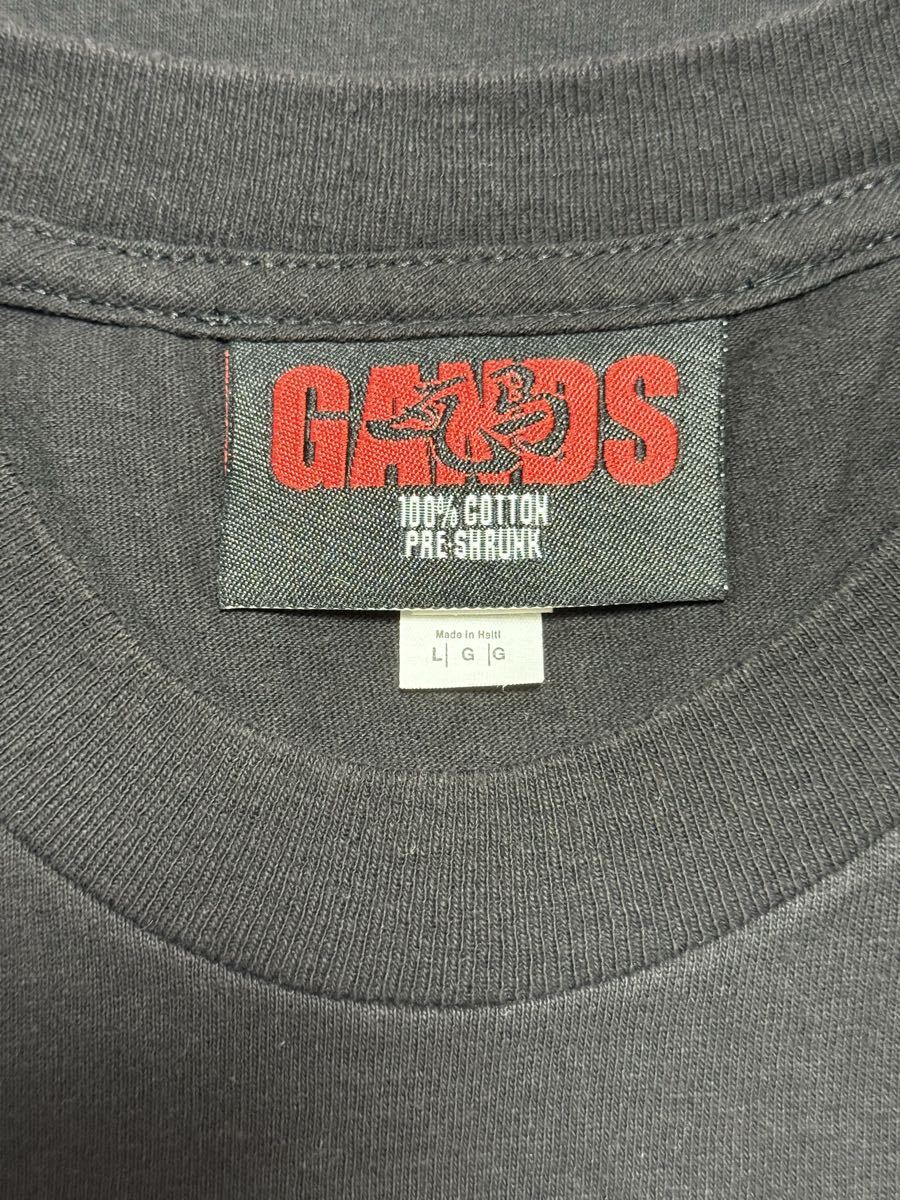 GANDS
100% COTTON
PRE SHRUNK
Made in Haiti
L| G |G